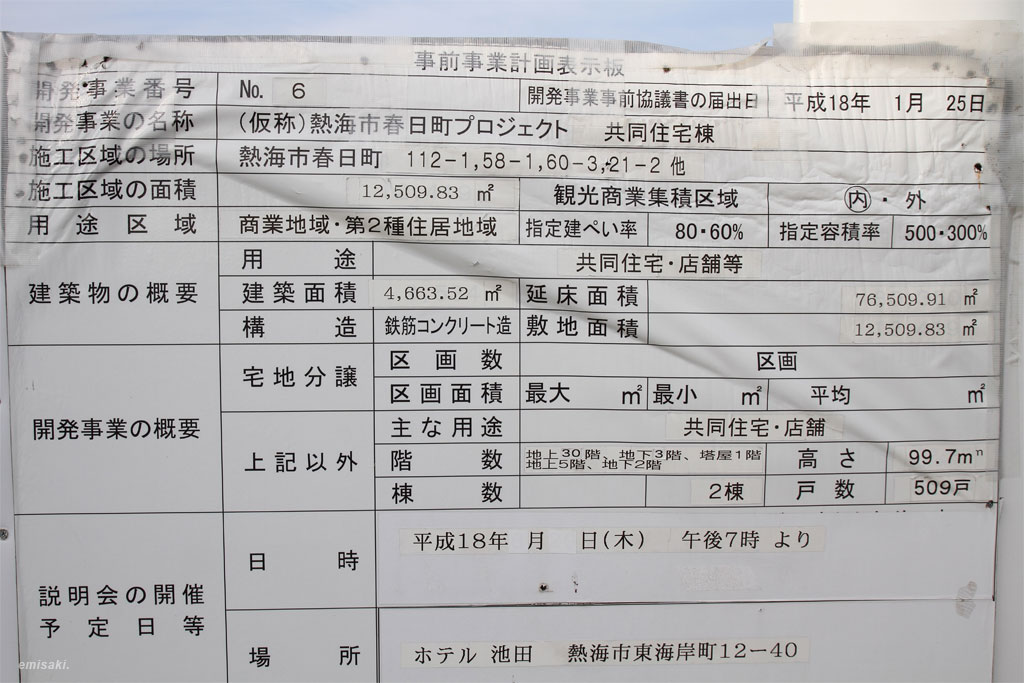 事前事業計画表示板
開発事業番号 No. 6 開発事業事前協議書の届出日 平成18年 1月 25日
開発事業の名称 (仮称)熱海市春日町プロジェクト 共同住宅棟
施工区域の場所 熱海市春日町 112-1,58-1,60-3,21-2 他
施工区域の面積 12,509.83 ㎡ 観光商業集積区域 ㊤・外
用途区域 商業地域・第2種住居地域 指定建ぺい率 80・60% 指定容積率 500・300%
建築物の概要 用途 共同住宅・店舗等
建築面積 4,663.52 ㎡ 延床面積 76,509.91 ㎡
構造 鉄筋コンクリート造 敷地面積 12,509.83 ㎡
開発事業の概要 宅地分譲 区画数 区画
区画面積 最大 ㎡ 最小 ㎡ 平均 ㎡
上記以外 主な用途 共同住宅・店舗
階数 地上30階、地下3階、塔屋1階 高さ 99.7m
地上5階、地下2階
棟数 2棟 戸数 509戸
説明会の開催 日時 平成18年 月 日(木) 午後7時 より
予定日等
場所 ホテル 池田 熱海市東海岸町12-40
emisaki.